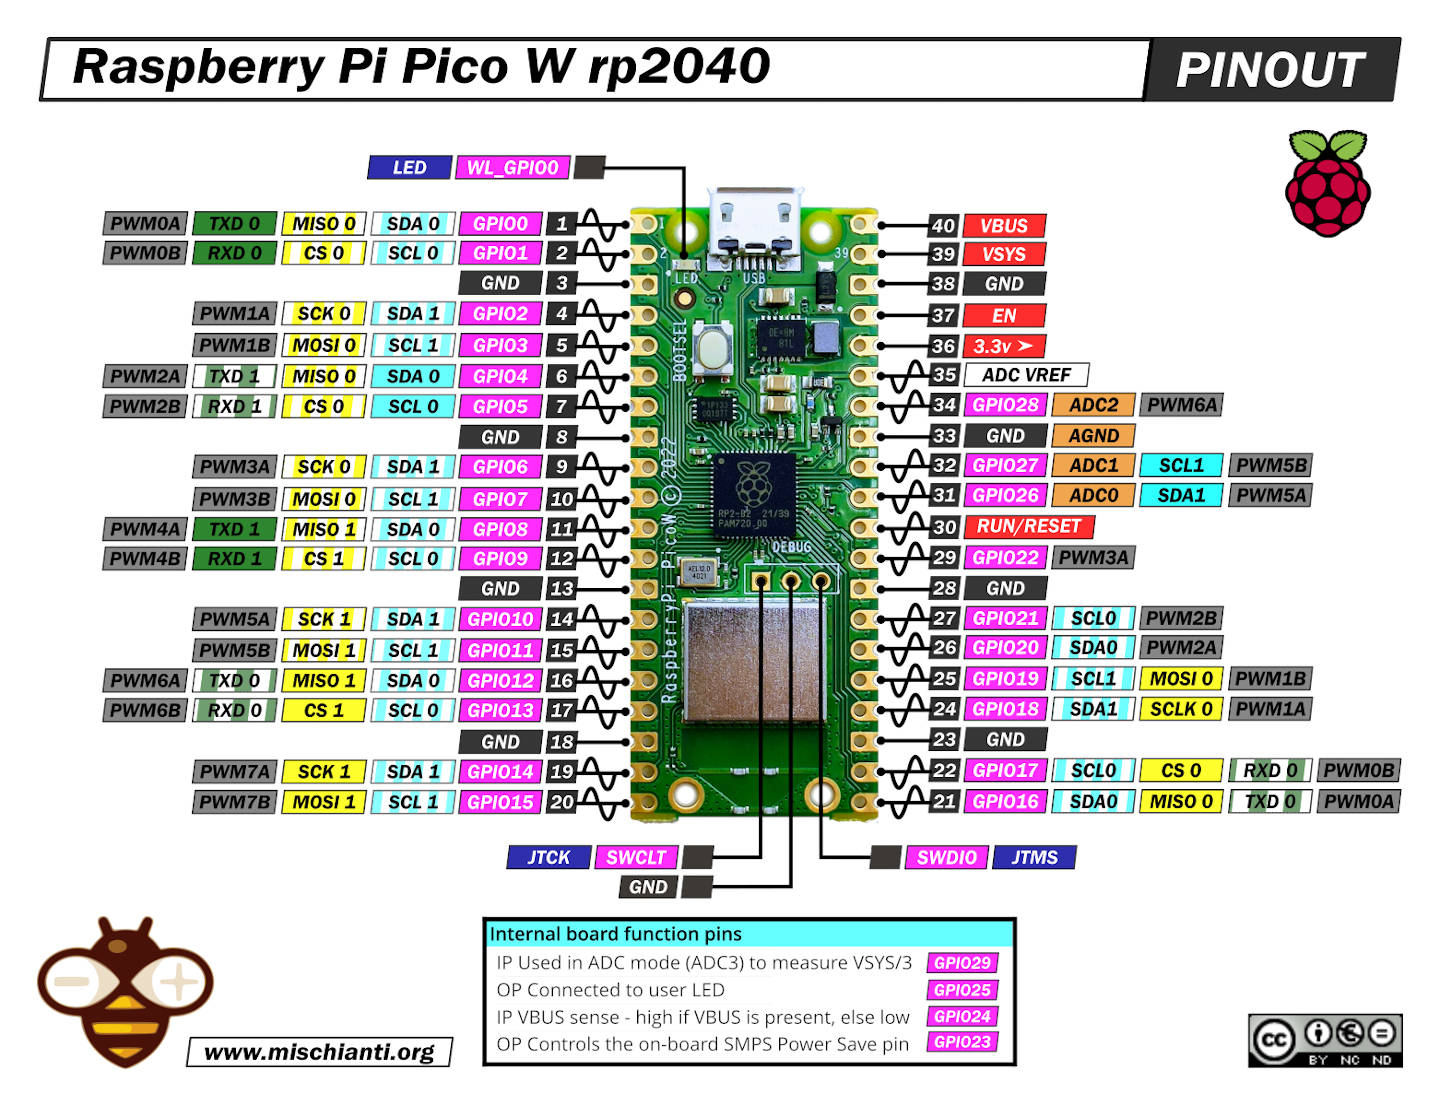 Raspberry Pi Pico W rp2040 PINOUT
LED WL_GPIO0
PWM0A TXD 0 MISO 0 SDA 0 GPIO0 1 40 VBUS
PWM0B RXD 0 CS 0 SCL 0 GPIO1 2 2 39 39 VSYS
LED USB
GND 3 38 GND
PWM1A SCK 0 SDA 1 GPIO2 4 37 EN
PWM1B MOSI 0 SCL 1 GPIO3 5 36 3.3v ➤
BOOTSEL
PWM2A TXD 1 MISO 0 SDA 0 GPIO4 6 35 ADC VREF
PWM2B RXD 1 CS 0 SCL 0 GPIO5 7 34 GPIO28 ADC2 PWM6A
GND 8 33 GND AGND
PWM3A SCK 0 SDA 1 GPIO6 9 32 GPIO27 ADC1 SCL1 PWM5B
PWM3B MOSI 0 SCL 1 GPIO7 10 31 GPIO26 ADC0 SDA1 PWM5A
RP2-B2 21/39
PAM720.00
PWM4A TXD 1 MISO 1 SDA 0 GPIO8 11 30 RUN/RESET
DEBUG
PWM4B RXD 1 CS 1 SCL 0 GPIO9 12 29 GPIO22 PWM3A
GND 13 28 GND
Raspberry Pi PicoW © 2022
PWM5A SCK 1 SDA 1 GPIO10 14 27 GPIO21 SCL0 PWM2B
PWM5B MOSI 1 SCL 1 GPIO11 15 26 GPIO20 SDA0 PWM2A
PWM6A TXD 0 MISO 1 SDA 0 GPIO12 16 25 GPIO19 SCL1 MOSI 0 PWM1B
PWM6B RXD 0 CS 1 SCL 0 GPIO13 17 24 GPIO18 SDA1 SCLK 0 PWM1A
GND 18 23 GND
PWM7A SCK 1 SDA 1 GPIO14 19 22 GPIO17 SCL0 CS 0 RXD 0 PWM0B
PWM7B MOSI 1 SCL 1 GPIO15 20 21 GPIO16 SDA0 MISO 0 TXD 0 PWM0A
JTCK SWCLT SWDIO JTMS
GND
Internal board function pins
IP Used in ADC mode (ADC3) to measure VSYS/3 GPIO29
OP Connected to user LED GPIO25
IP VBUS sense - high if VBUS is present, else low GPIO24
OP Controls the on-board SMPS Power Save pin GPIO23
www.mischianti.org
cc BY NC ND